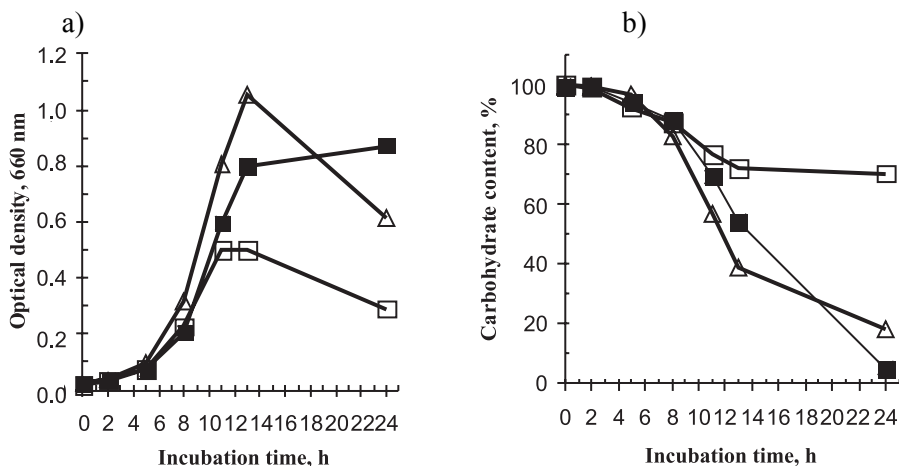 a)
1.2
1.0
0.8
0.6
0.4
0.2
0.0
0 2 4 6 8 10 12 14 16 18 20 22 24
Optical density, 660 nm
Incubation time, h
b)
100
80
60
40
20
0
0 2 4 6 8 10 12 14 16 18 20 22 24
Carbohydrate content, %
Incubation time, h